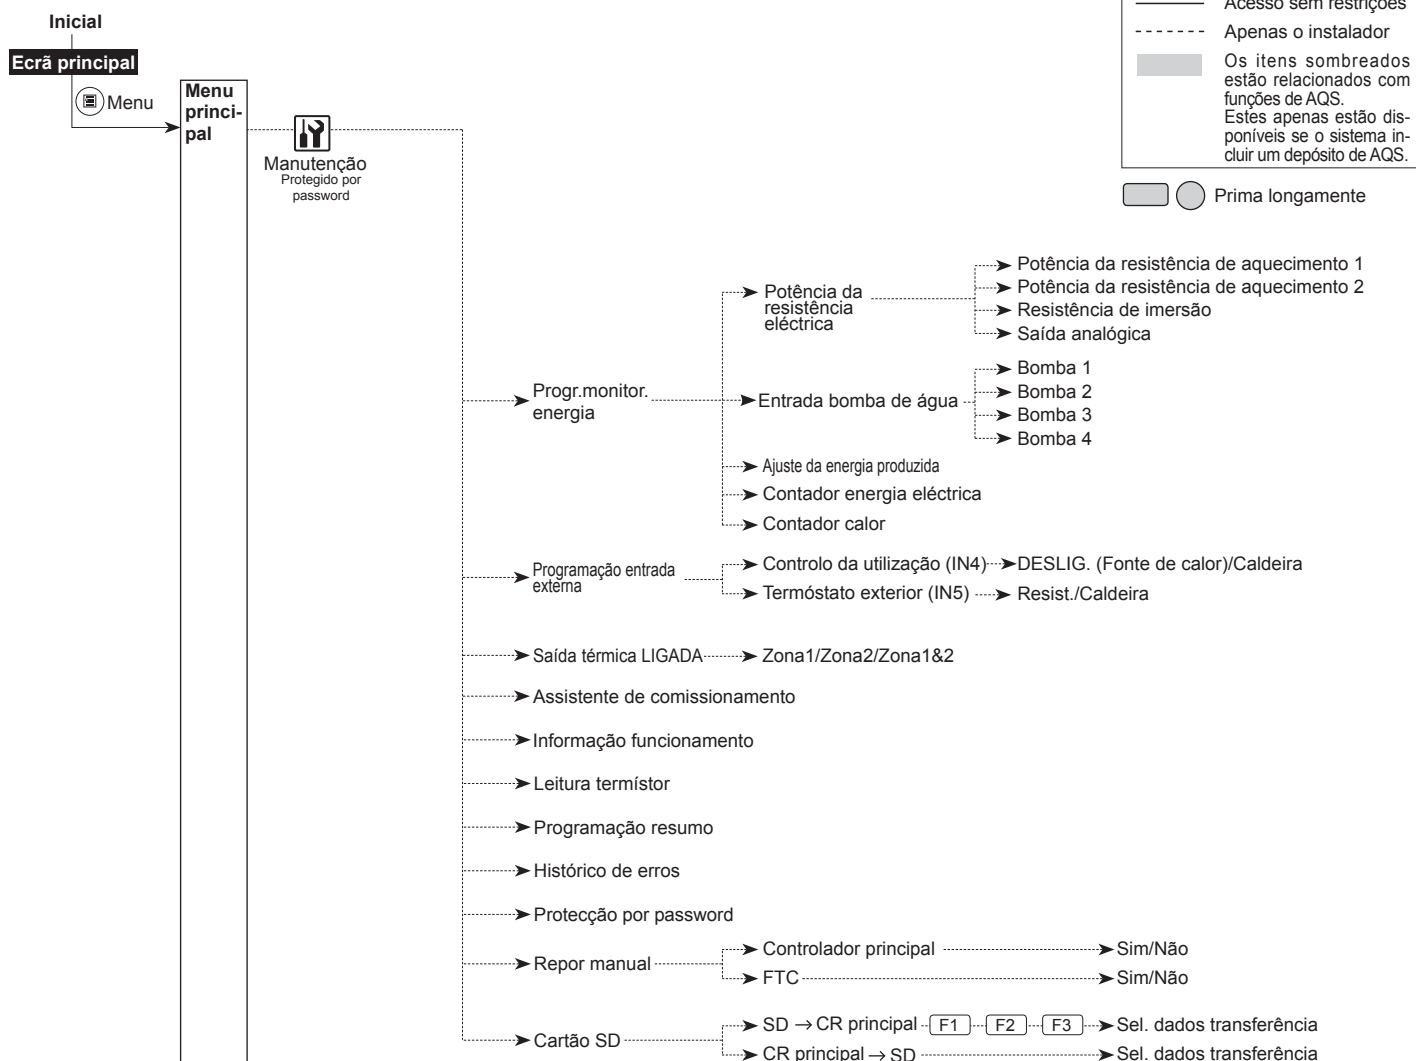 Inicial
Ecrã principal
Menu
Menu
princi-
pal
Manutenção
Protegido por
password
Acesso sem restrições
Apenas o instalador
Os itens sombreados
estão relacionados com
funções de AQS.
Estes apenas estão dis-
poníveis se o sistema in-
cluir um depósito de AQS.
Prima longamente
Progr.monitor.
energia
Potência da
resistência
eléctrica
Potência da resistência de aquecimento 1
Potência da resistência de aquecimento 2
Resistência de imersão
Saída analógica
Entrada bomba de água
Bomba 1
Bomba 2
Bomba 3
Bomba 4
Ajuste da energia produzida
Contador energia eléctrica
Contador calor
Programação entrada
externa
Controlo da utilização (IN4)
DESLIG. (Fonte de calor)/Caldeira
Termóstato exterior (IN5)
Resist./Caldeira
Saída térmica LIGADA
Zona1/Zona2/Zona1&2
Assistente de comissionamento
Informação funcionamento
Leitura termístor
Programação resumo
Histórico de erros
Protecção por password
Repor manual
Controlador principal
Sim/Não
FTC
Sim/Não
Cartão SD
SD → CR principal
F1
F2
F3
Sel. dados transferência
CR principal → SD
Sel. dados transferência